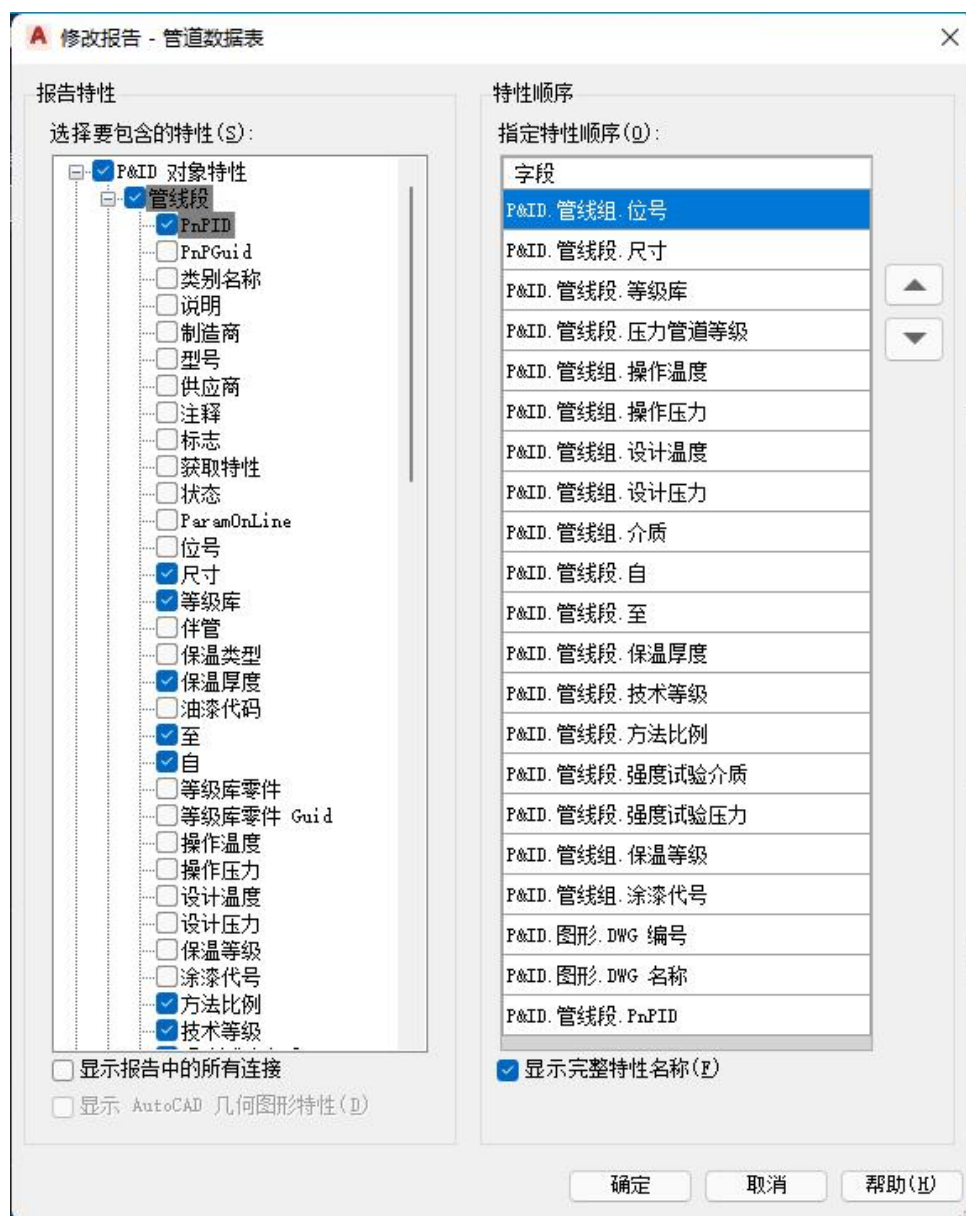 修改报告 - 管道数据表
报告特性
选择要包含的特性(S):
P&ID 对象特性
管线段
PnPID
PnPGuid
类别名称
说明
制造商
型号
供应商
注释
标志
获取特性
状态
ParamOnLine
位号
尺寸
等级库
伴管
保温类型
保温厚度
油漆代码
至
自
等级库零件
等级库零件 Guid
操作温度
操作压力
设计温度
设计压力
保温等级
涂漆代号
方法比例
技术等级
显示报告中的所有连接
显示 AutoCAD 几何图形特性(D)
特性顺序
指定特性顺序(O):
字段
P&ID.管线组.位号
P&ID.管线段.尺寸
P&ID.管线段.等级库
P&ID.管线段.压力管道等级
P&ID.管线组.操作温度
P&ID.管线组.操作压力
P&ID.管线组.设计温度
P&ID.管线组.设计压力
P&ID.管线组.介质
P&ID.管线段.自
P&ID.管线段.至
P&ID.管线段.保温厚度
P&ID.管线段.技术等级
P&ID.管线段.方法比例
P&ID.管线段.强度试验介质
P&ID.管线段.强度试验压力
P&ID.管线组.保温等级
P&ID.管线组.涂漆代号
P&ID.图形.DWG 编号
P&ID.图形.DWG 名称
P&ID.管线段.PnPID
显示完整特性名称(F)
确定
取消
帮助(H)